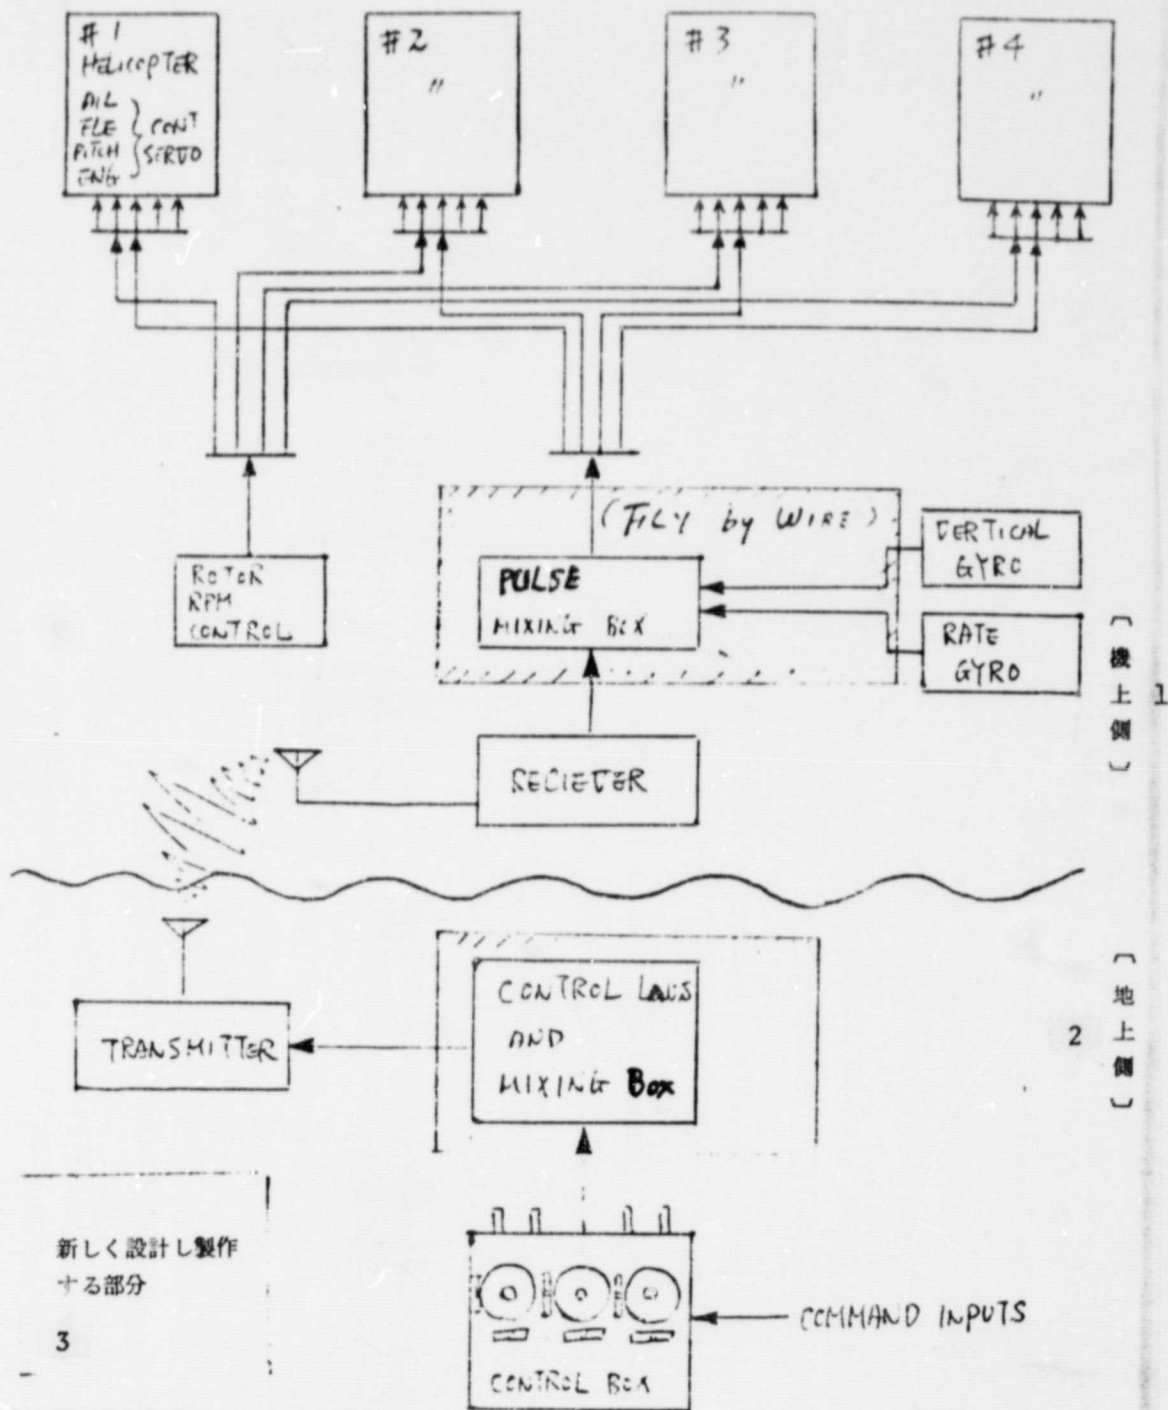 #1
HELICOPTER
AIL
ELE
PITCH
ENG
CONT
SERVO
#2
〃
#3
〃
#4
〃
(FILY by WIRE)
PULSE
MIXING BOX
VERTICAL
GYRO
RATE
GYRO
ROTOR
RPM
CONTROL
〔機上側〕
1
RECIEVER
TRANSMITTER
CONTROL LAWS
AND
MIXING Box
〔地上側〕
2
新しく設計し製作
する部分
3
COMMAND INPUTS
CONTROL BOX